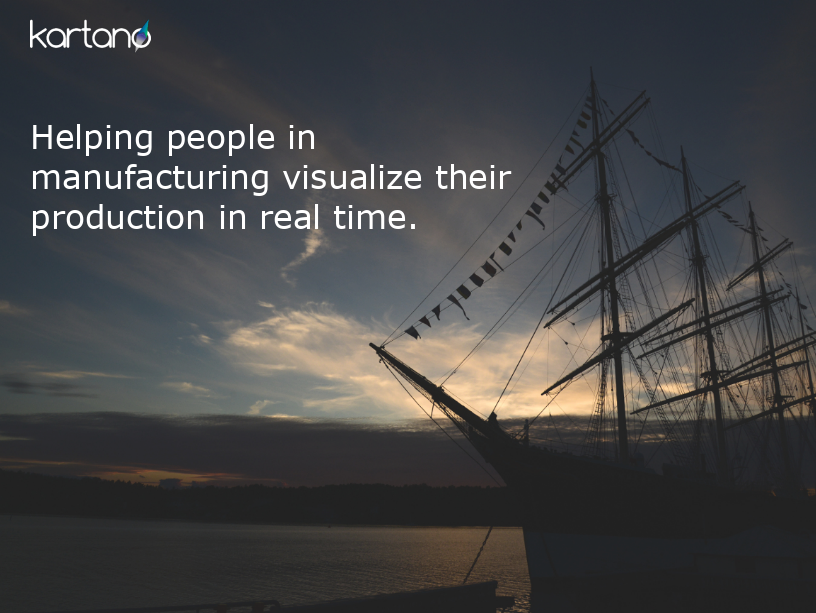 kartano
Helping people in
manufacturing visualize their
production in real time.